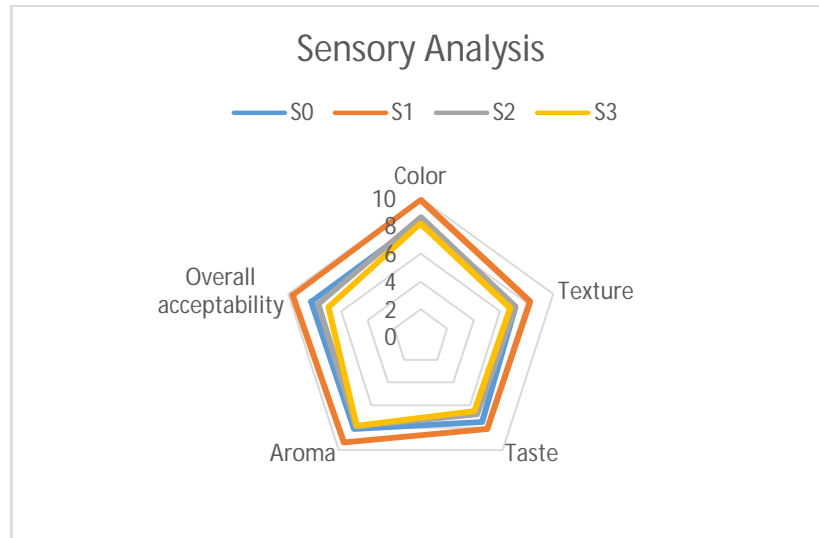 Sensory Analysis
S0 S1 S2 S3
Color
10
8
6
4
2
0
Texture
Taste
Aroma
Overall
acceptability